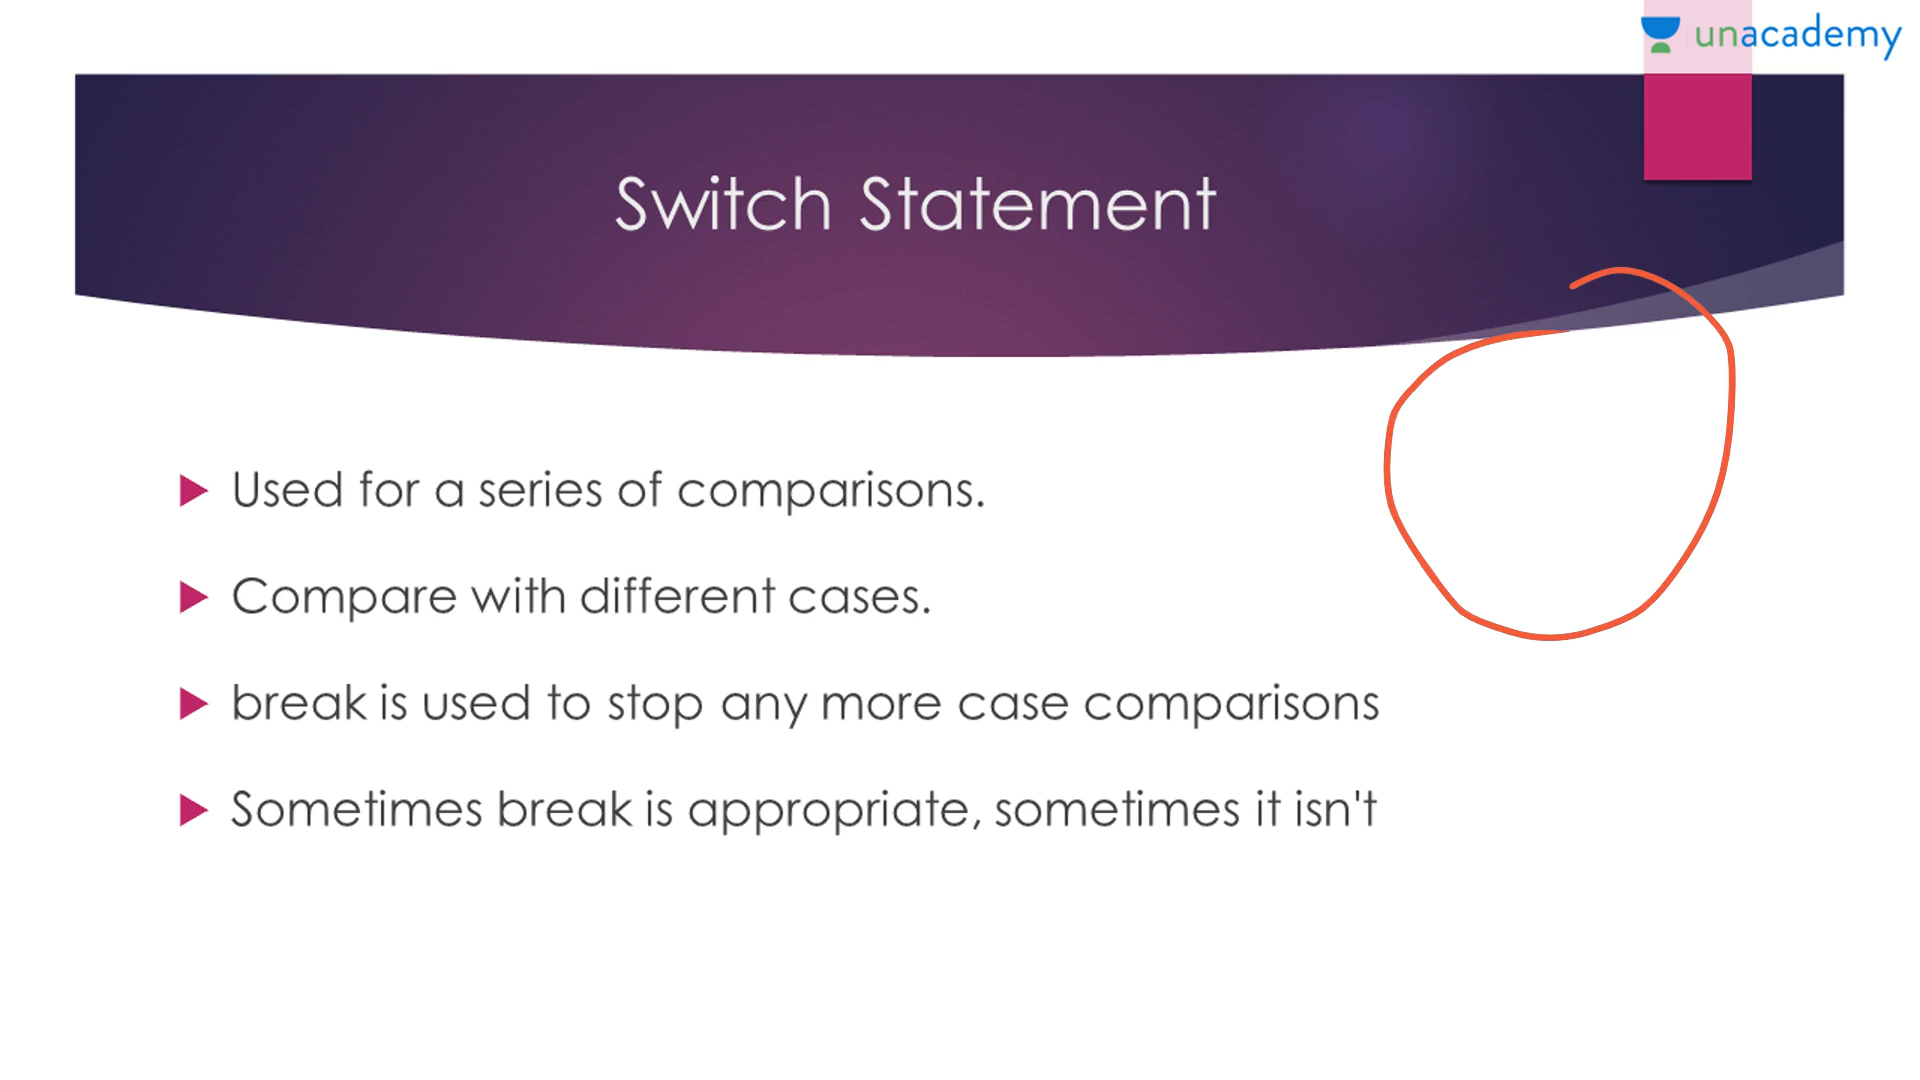 unacademy
Switch Statement
Used for a series of comparisons.
Compare with different cases.
break is used to stop any more case comparisons
Sometimes break is appropriate, sometimes it isn't